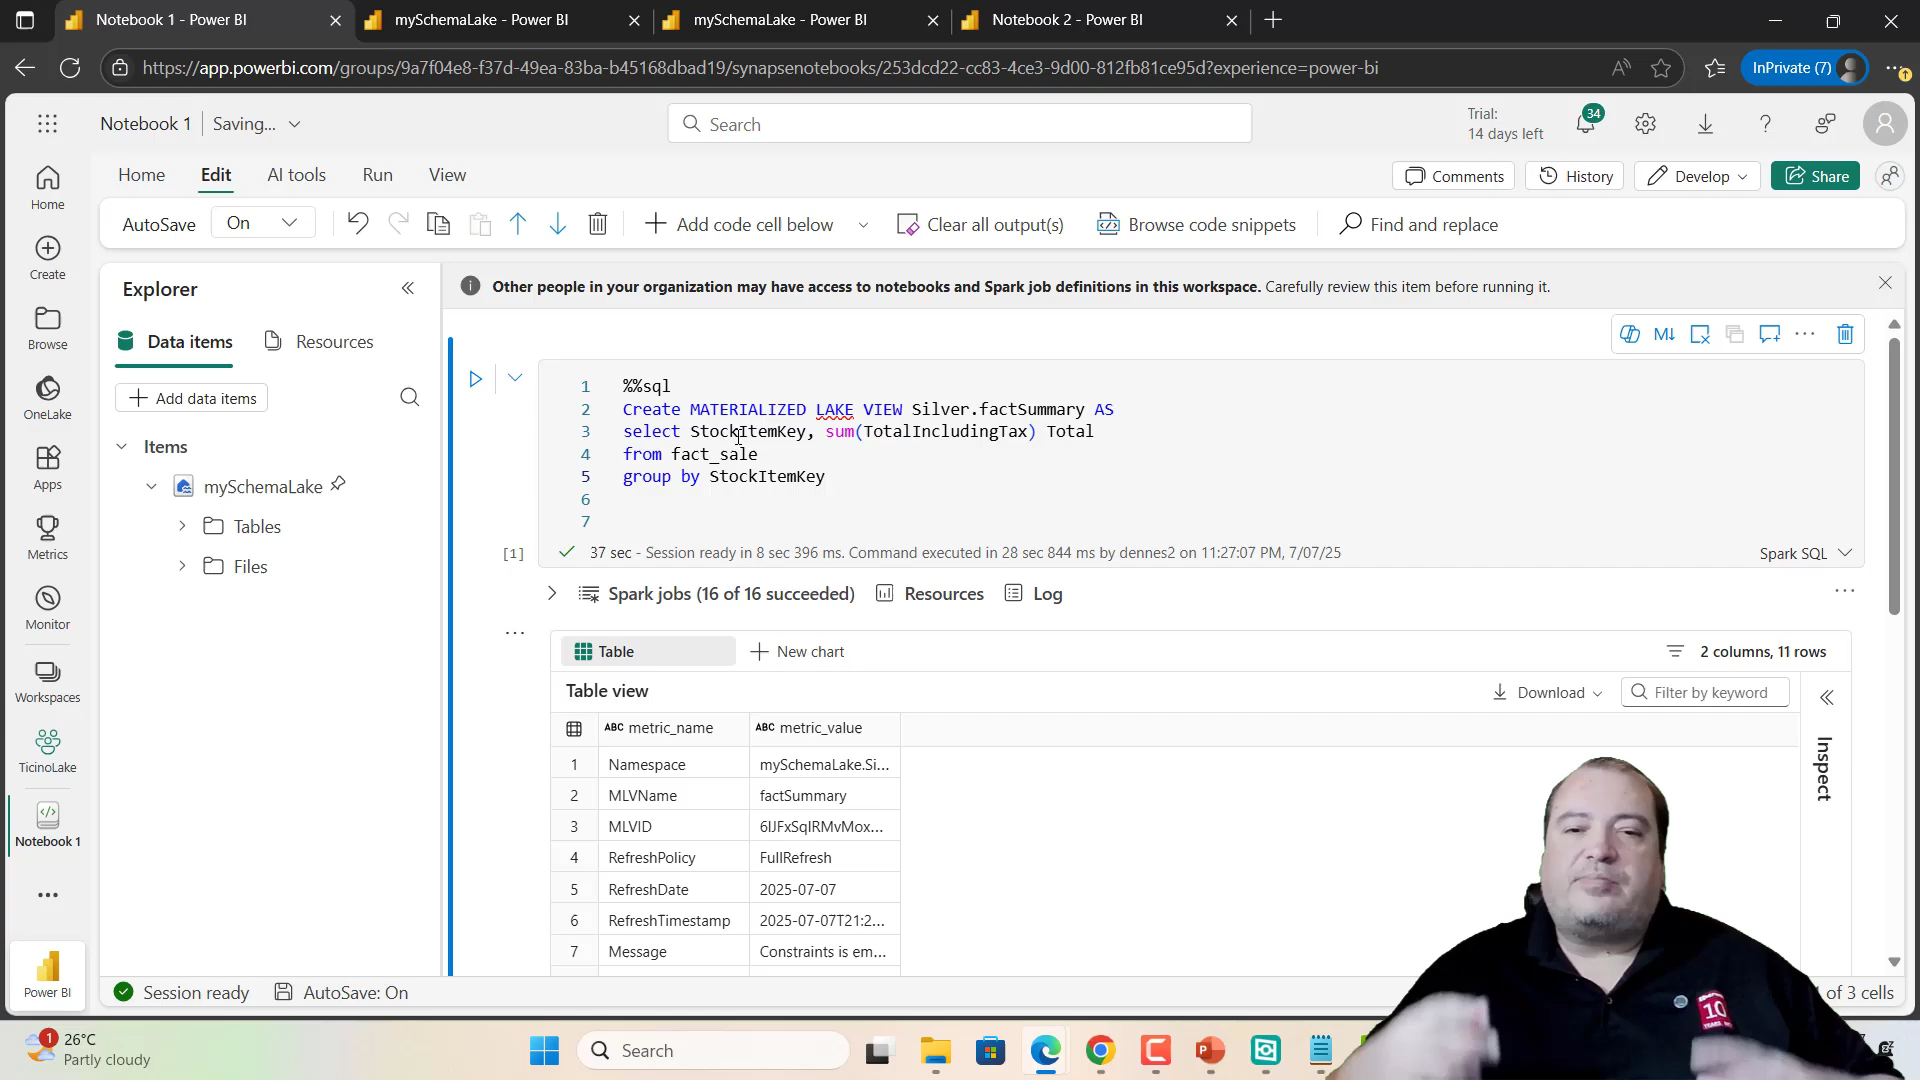 Notebook 1 - Power BI
mySchemaLake - Power BI
mySchemaLake - Power BI
Notebook 2 - Power BI
https://app.powerbi.com/groups/9a7f04e8-f37d-49ea-83ba-b45168dbad19/synapsenotebooks/253dcd22-cc83-4ce3-9d00-812fb81ce95d?experience=power-bi
InPrivate (7)
Notebook 1
Saving...
Search
Trial:
14 days left
34
Home
Edit
AI tools
Run
View
Comments
History
Develop
Share
AutoSave
On
Add code cell below
Clear all output(s)
Browse code snippets
Find and replace
Home
Create
Browse
OneLake
Apps
Metrics
Monitor
Workspaces
TicinoLake
Notebook 1
Power BI
Explorer
Data items
Resources
Add data items
Items
mySchemaLake
Tables
Files
Other people in your organization may have access to notebooks and Spark job definitions in this workspace. Carefully review this item before running it.
M↓
1 %%sql
2 Create MATERIALIZED LAKE VIEW Silver.factSummary AS
3 select StockItemKey, sum(TotalIncludingTax) Total
4 from fact_sale
5 group by StockItemKey
6
7
[1]
37 sec - Session ready in 8 sec 396 ms. Command executed in 28 sec 844 ms by dennes2 on 11:27:07 PM, 7/07/25
Spark SQL
Spark jobs (16 of 16 succeeded)
Resources
Log
Table
New chart
2 columns, 11 rows
Table view
Download
Filter by keyword
Inspect
ABC metric_name ABC metric_value
1 Namespace mySchemaLake.Si...
2 MLVName factSummary
3 MLVID 6IJFxSqIRMvMox...
4 RefreshPolicy FullRefresh
5 RefreshDate 2025-07-07
6 RefreshTimestamp 2025-07-07T21:2...
7 Message Constraints is em...
Session ready
AutoSave: On
of 3 cells
10
1
26°C
Partly cloudy
Search